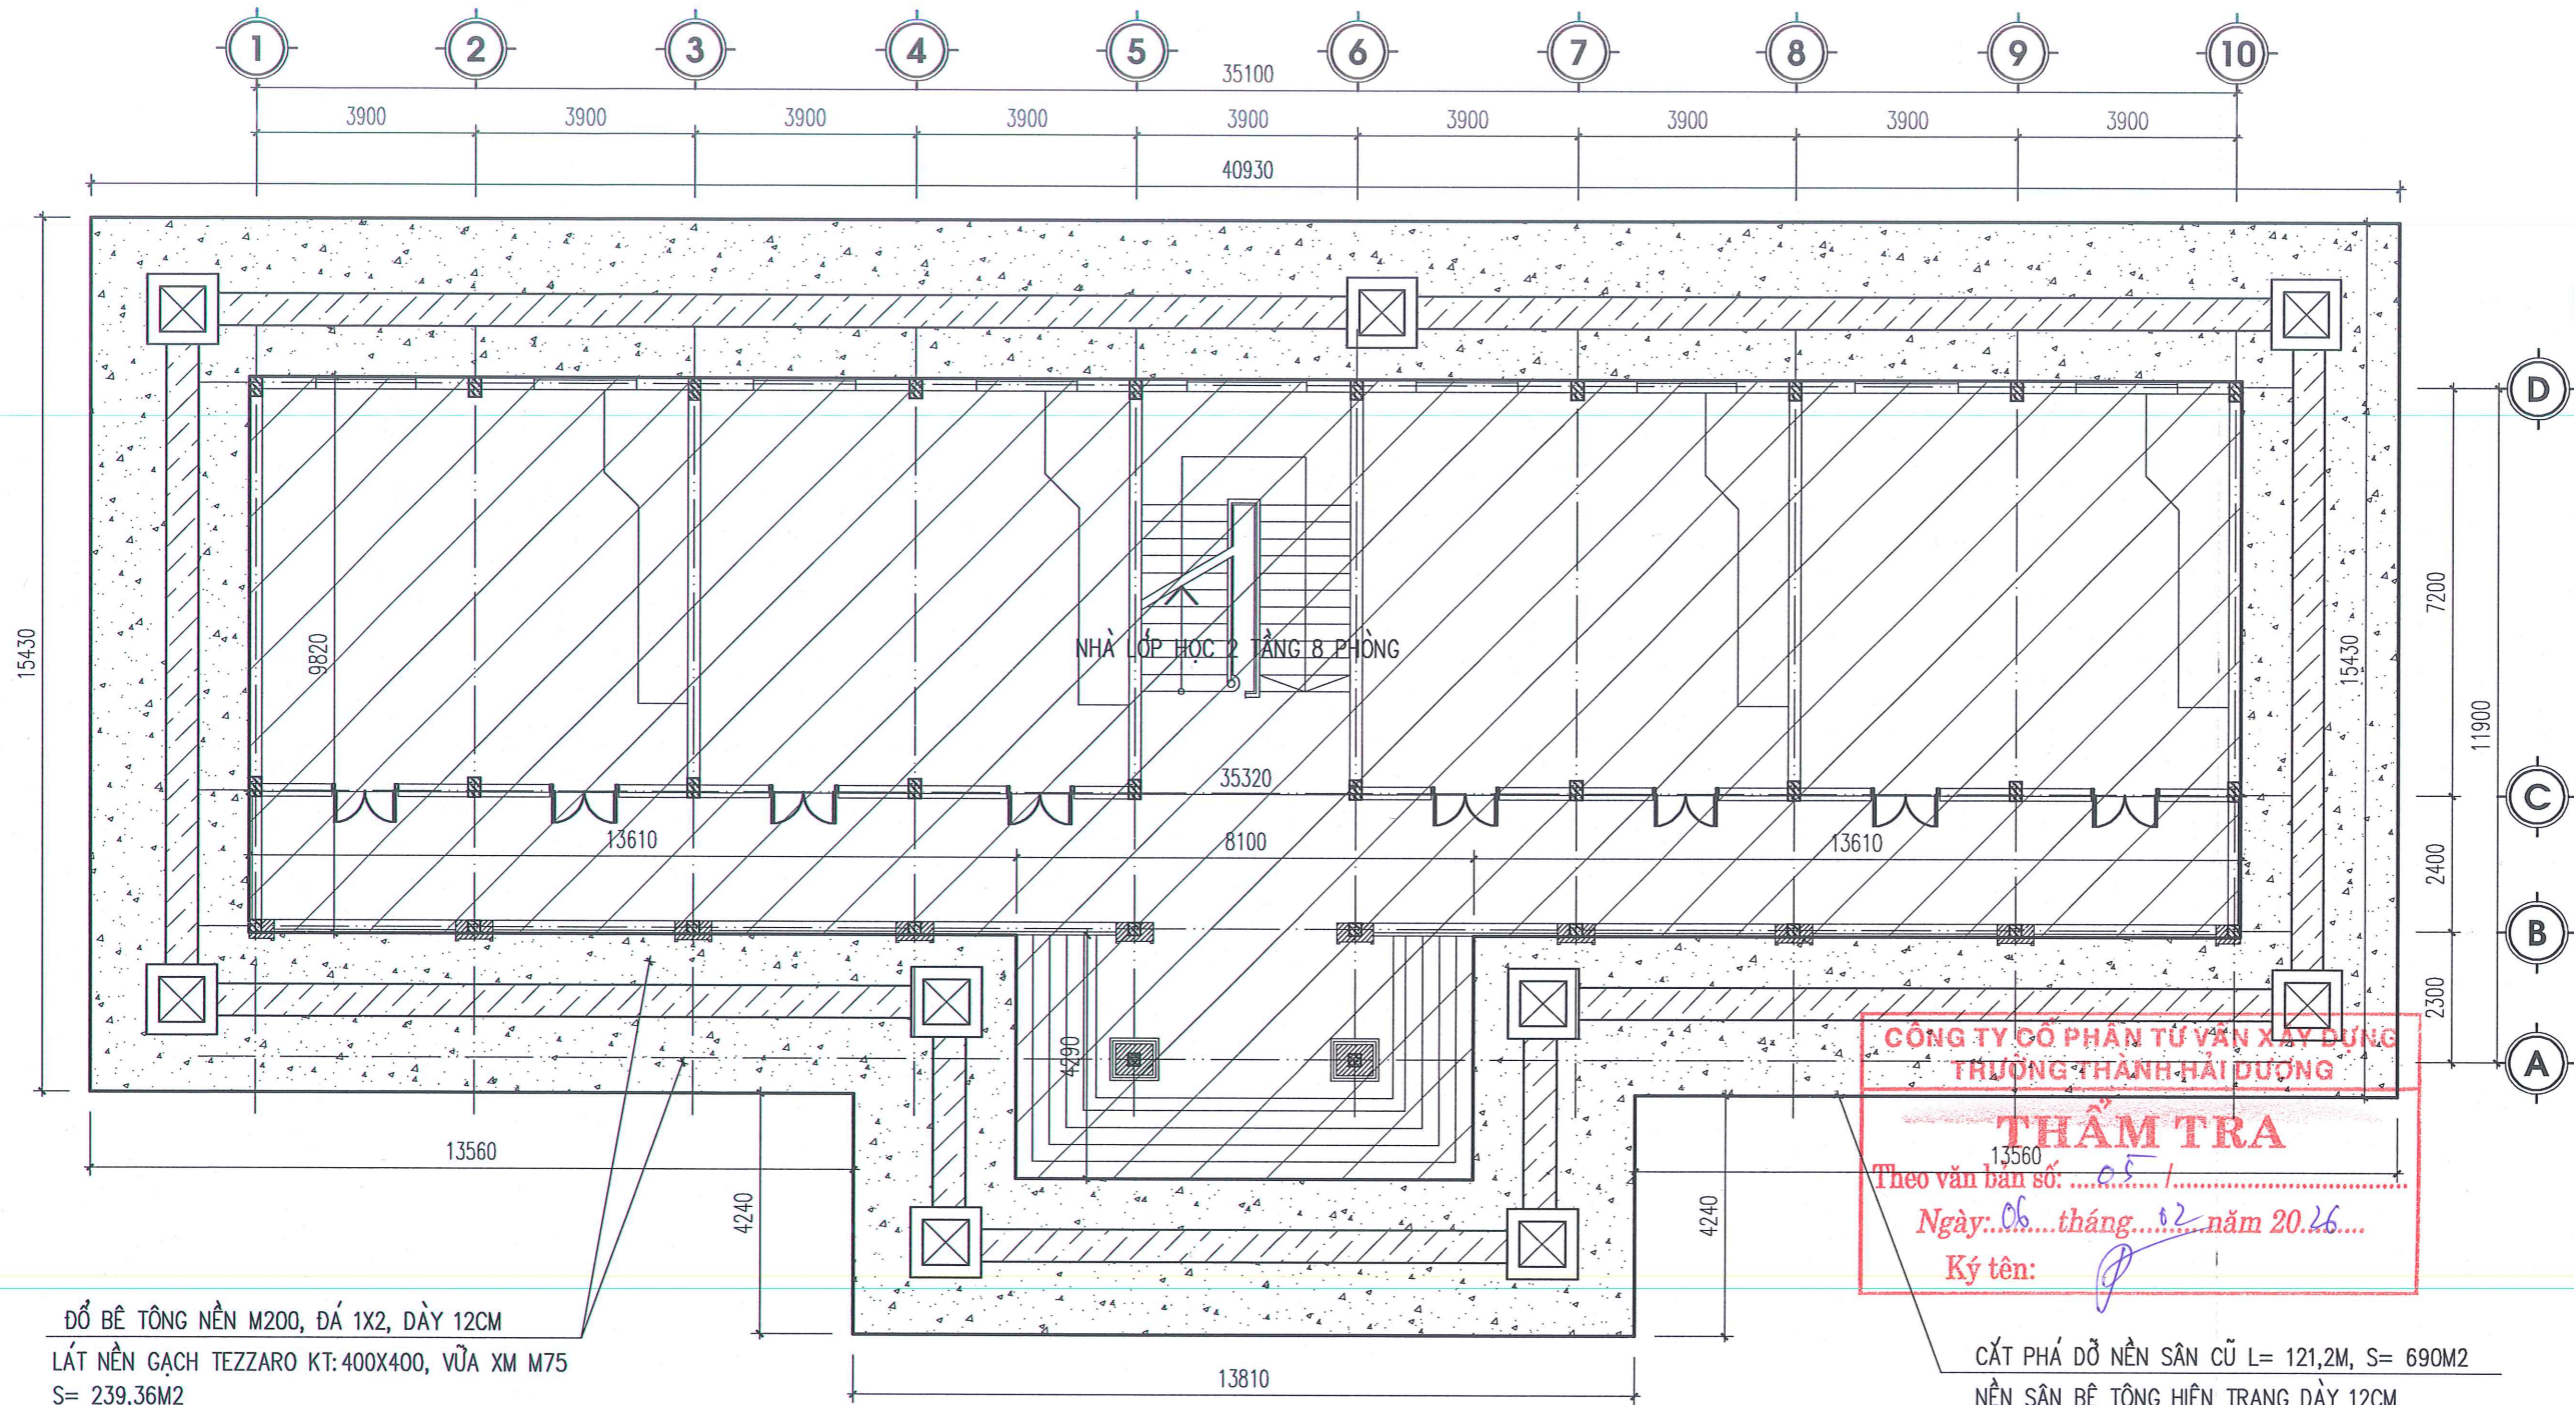 1 2 3 4 5 6 7 8 9 10
35100
3900 3900 3900 3900 3900 3900 3900 3900 3900
40930
D
7200
15430
9820
15430
11900
NHÀ LỚP HỌC 2 TẦNG 8 PHÒNG
35320
C
13610 8100 13610
2400
B
2300
4290
A
CÔNG TY CỔ PHẦN TƯ VẤN XÂY DỰNG
TRƯỜNG THÀNH HẢI DƯƠNG
THẨM TRA
13560
13560
Theo văn bản số: 05 /
4240
4240
Ngày: 06 tháng 02 năm 2026
Ký tên:
ĐỔ BÊ TÔNG NỀN M200, ĐÁ 1X2, DÀY 12CM
LÁT NỀN GẠCH TEZZARO KT: 400X400, VỮA XM M75
S= 239,36M2
13810
CẮT PHÁ DỠ NỀN SÂN CŨ L= 121,2M, S= 690M2
NỀN SÂN BÊ TÔNG HIỆN TRẠNG DÀY 12CM